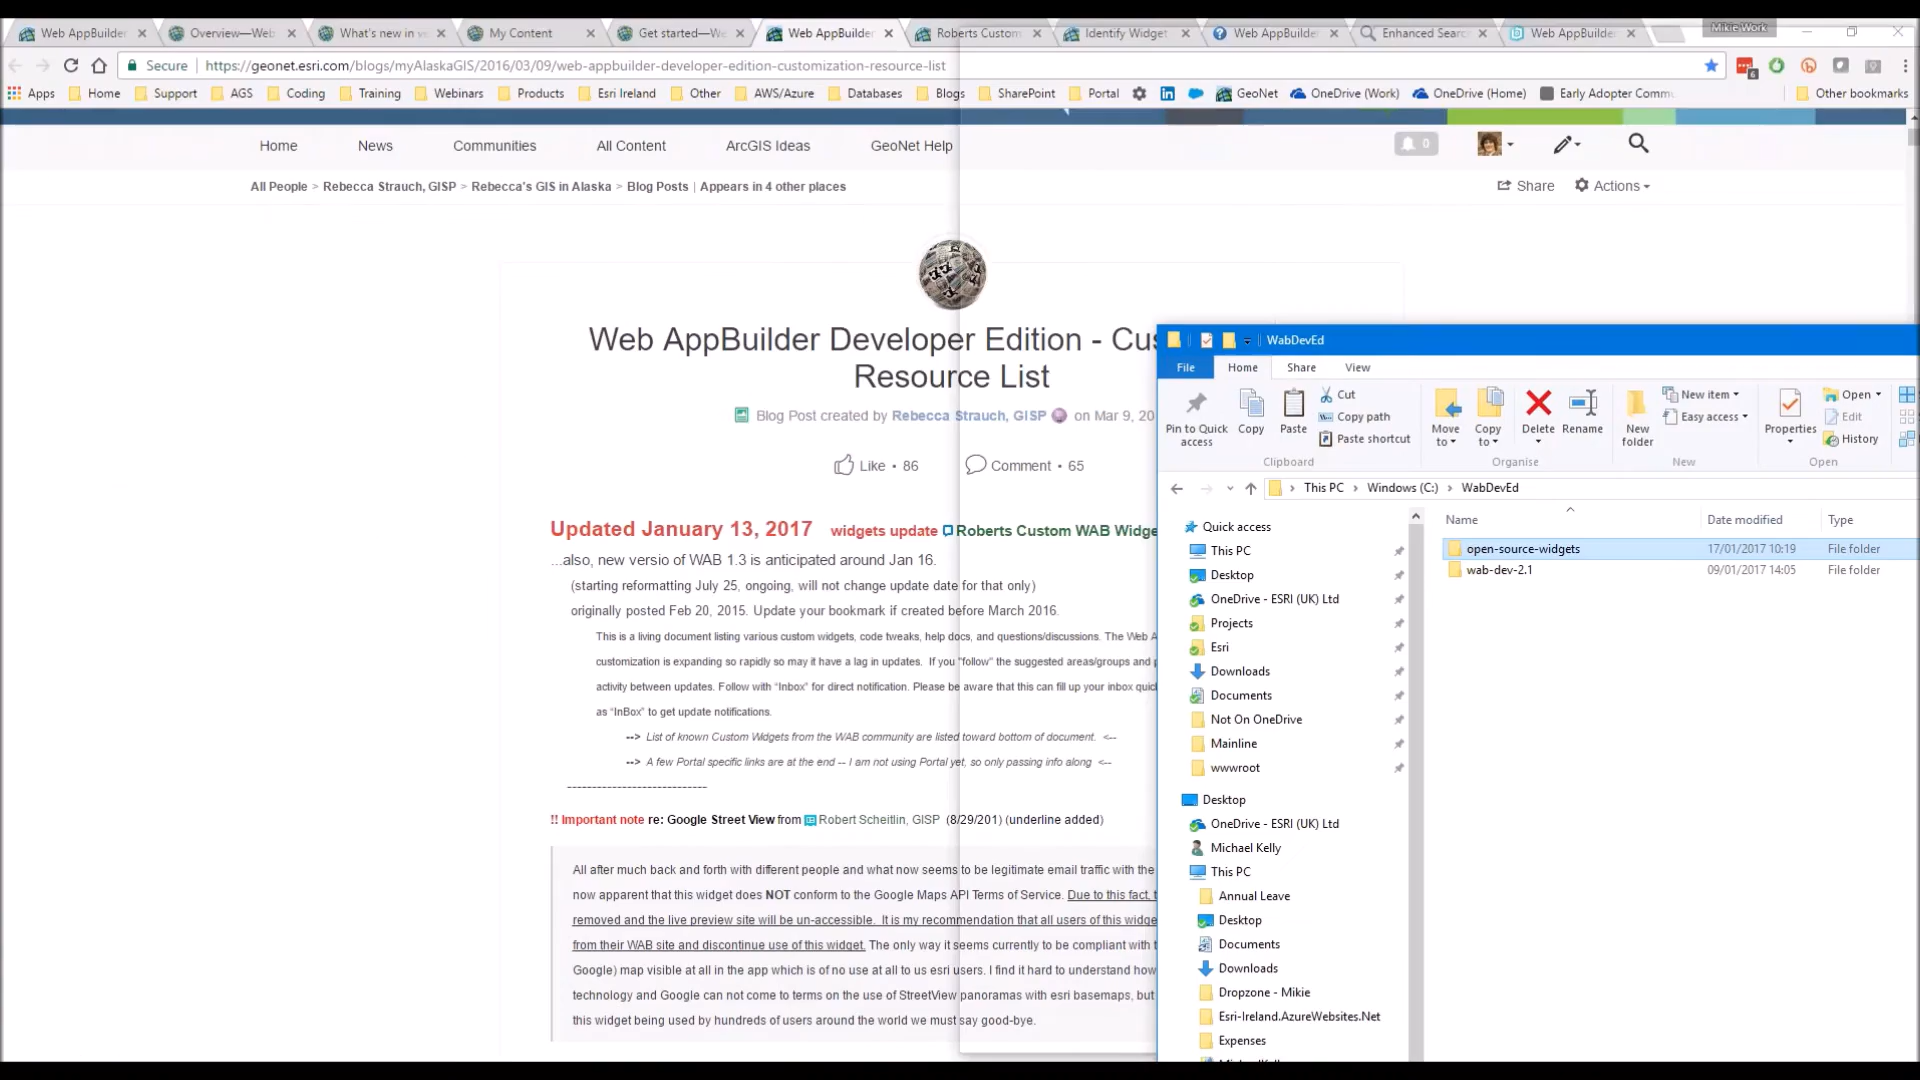 Web AppBuilder
Overview—Web
What's new in ve
My Content
Get started—We
Web AppBuilder
Roberts Custom
Identify Widget
Web AppBuilder
Enhanced Searc
Web AppBuilder
Mikie Work
Secure
https://geonet.esri.com/blogs/myAlaskaGIS/2016/03/09/web-appbuilder-developer-edition-customization-resource-list
6
Apps Home Support AGS Coding Training Webinars Products Esri Ireland Other AWS/Azure Databases Blogs SharePoint Portal GeoNet OneDrive (Work) OneDrive (Home) Early Adopter Commu Other bookmarks
Home News Communities All Content ArcGIS Ideas GeoNet Help 0
All People > Rebecca Strauch, GISP > Rebecca's GIS in Alaska > Blog Posts | Appears in 4 other places
Share Actions
Web AppBuilder Developer Edition - Cus
Resource List
Blog Post created by Rebecca Strauch, GISP on Mar 9, 20
Like • 86 Comment • 65
Updated January 13, 2017 widgets update Roberts Custom WAB Widge
...also, new versio of WAB 1.3 is anticipated around Jan 16.
(starting reformatting July 25, ongoing, will not change update date for that only)
originally posted Feb 20, 2015. Update your bookmark if created before March 2016.
This is a living document listing various custom widgets, code tweaks, help docs, and questions/discussions. The Web A
customization is expanding so rapidly so may it have a lag in updates. If you "follow" the suggested areas/groups and p
activity between updates. Follow with “Inbox” for direct notification. Please be aware that this can fill up your inbox quick
as “InBox” to get update notifications.
--> List of known Custom Widgets from the WAB community are listed toward bottom of document. <--
--> A few Portal specific links are at the end -- I am not using Portal yet, so only passing info along <--
----------------------------
!! Important note re: Google Street View from Robert Scheitlin, GISP (8/29/201) (underline added)
All after much back and forth with different people and what now seems to be legitimate email traffic with the
now apparent that this widget does NOT conform to the Google Maps API Terms of Service. Due to this fact, t
removed and the live preview site will be un-accessible. It is my recommendation that all users of this widge
from their WAB site and discontinue use of this widget. The only way it seems currently to be compliant with t
Google) map visible at all in the app which is of no use at all to us esri users. I find it hard to understand how
technology and Google can not come to terms on the use of StreetView panoramas with esri basemaps, but
this widget being used by hundreds of users around the world we must say good-bye.
WabDevEd
File Home Share View
Pin to Quick access
Copy
Paste
Cut
Copy path
Paste shortcut
Clipboard
Move to
Copy to
Delete
Rename
Organise
New folder
New item
Easy access
New
Properties
Open
Edit
History
Open
This PC Windows (C:) WabDevEd
Name Date modified Type
open-source-widgets 17/01/2017 10:19 File folder
wab-dev-2.1 09/01/2017 14:05 File folder
Quick access
This PC
Desktop
OneDrive - ESRI (UK) Ltd
Projects
Esri
Downloads
Documents
Not On OneDrive
Mainline
wwwroot
Desktop
OneDrive - ESRI (UK) Ltd
Michael Kelly
This PC
Annual Leave
Desktop
Documents
Downloads
Dropzone - Mikie
Esri-Ireland.AzureWebsites.Net
Expenses